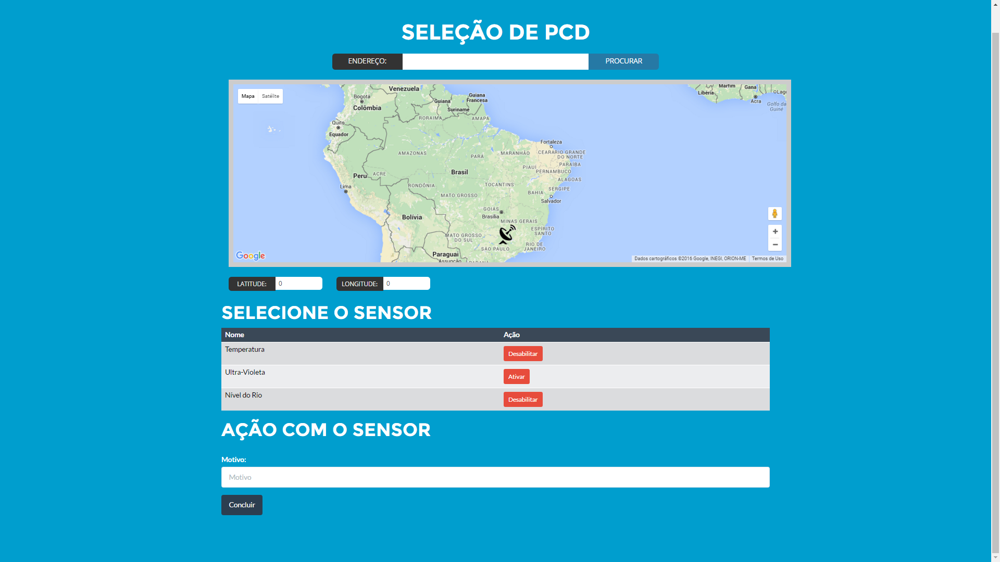 SELEÇÃO DE PCD
ENDEREÇO:
PROCURAR
Mapa
Satélite
Venezuela
Bogotá
Colômbia
Guiana
Guiana
Francesa
Suriname
RORAIMA
AMAPÁ
Quito
Equador
AMAZONAS
PARÁ
MARANHÃO
Fortaleza
CEARÁ
RIO GRANDE
DO NORTE
PARAÍBA
PIAUÍ
PERNAMBUCO
ALAGOAS
SERGIPE
BAHIA
Salvador
Peru
ACRE
Brasil
Lima
RONDÔNIA
TOCANTINS
MATO GROSSO
GOIÁS
Brasília
Bolívia
MINAS GERAIS
ESPÍRITO
SANTO
MATO GROSSO
DO SUL
RIO DE
JANEIRO
SÃO PAULO
Paraguai
Assunção
PARANÁ
Marfim
Gana
Libéria
Lago
Acra
Golfo da
Guiné
Google
Dados cartográficos ©2016 Google, INEGI, ORION-ME
Termos de Uso
LATITUDE:
0
LONGITUDE:
0
SELECIONE O SENSOR
Nome
Ação
Temperatura
Desabilitar
Ultra-Violeta
Ativar
Nível do Rio
Desabilitar
AÇÃO COM O SENSOR
Motivo:
Motivo
Concluir